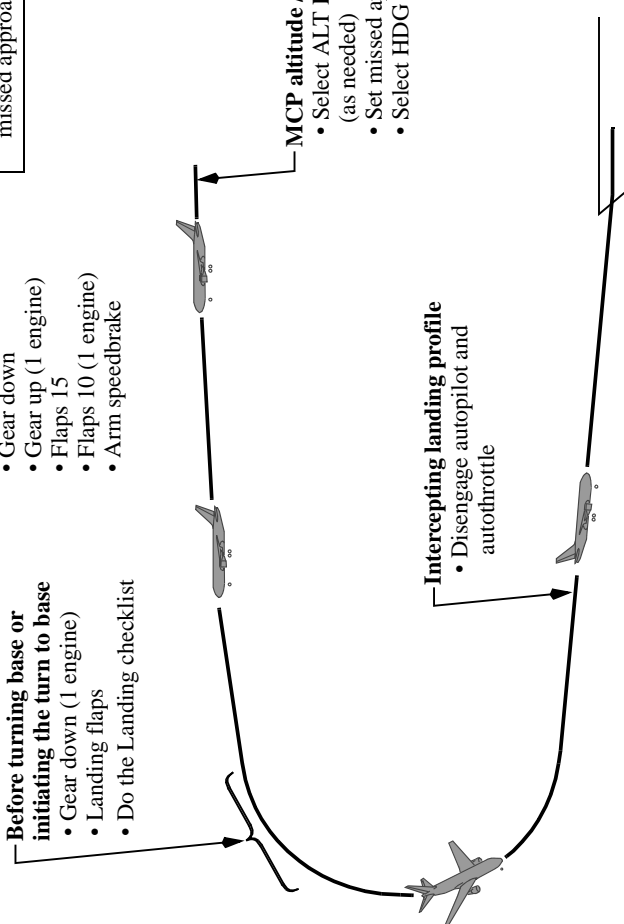 missed approa
• Gear down
• Gear up (1 engine)
• Flaps 15
• Flaps 10 (1 engine)
• Arm speedbrake
Before turning base or
initiating the turn to base
• Gear down (1 engine)
• Landing flaps
• Do the Landing checklist
MCP altitude
• Select ALT
(as needed)
• Set missed a
• Select HDG
Intercepting landing profile
• Disengage autopilot and
autothrottle